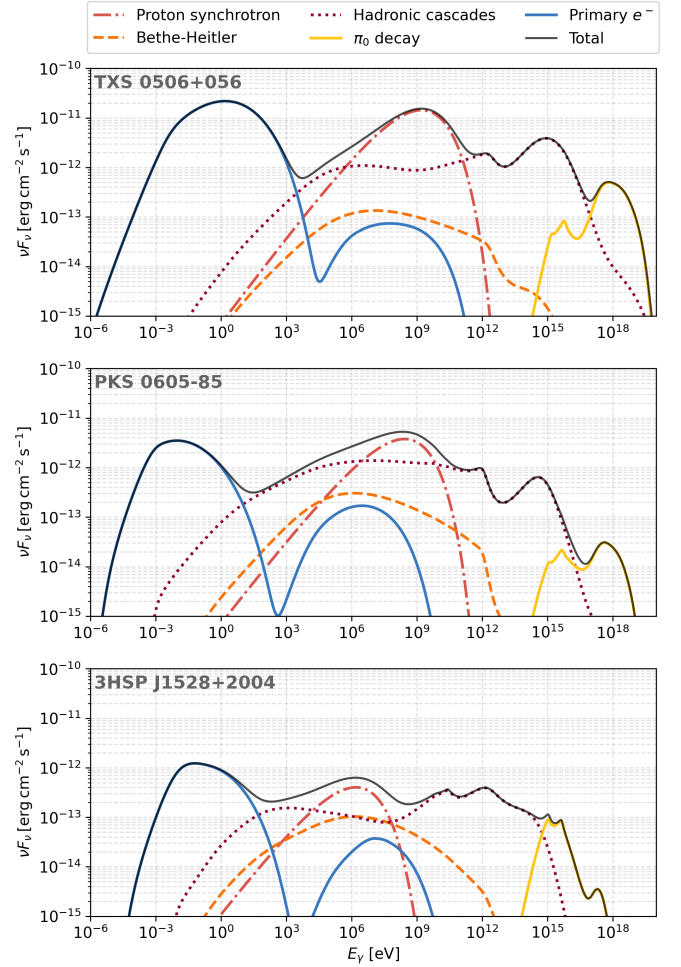 Proton synchrotron Hadronic cascades Primary e⁻
Bethe-Heitler π₀ decay Total
TXS 0506+056
10⁻¹⁰
10⁻¹¹
10⁻¹²
10⁻¹³
10⁻¹⁴
10⁻¹⁵
νFν [erg cm⁻² s⁻¹]
10⁻⁶ 10⁻³ 10⁰ 10³ 10⁶ 10⁹ 10¹² 10¹⁵ 10¹⁸
PKS 0605-85
10⁻¹⁰
10⁻¹¹
10⁻¹²
10⁻¹³
10⁻¹⁴
10⁻¹⁵
νFν [erg cm⁻² s⁻¹]
10⁻⁶ 10⁻³ 10⁰ 10³ 10⁶ 10⁹ 10¹² 10¹⁵ 10¹⁸
3HSP J1528+2004
10⁻¹⁰
10⁻¹¹
10⁻¹²
10⁻¹³
10⁻¹⁴
10⁻¹⁵
νFν [erg cm⁻² s⁻¹]
10⁻⁶ 10⁻³ 10⁰ 10³ 10⁶ 10⁹ 10¹² 10¹⁵ 10¹⁸
Eγ [eV]